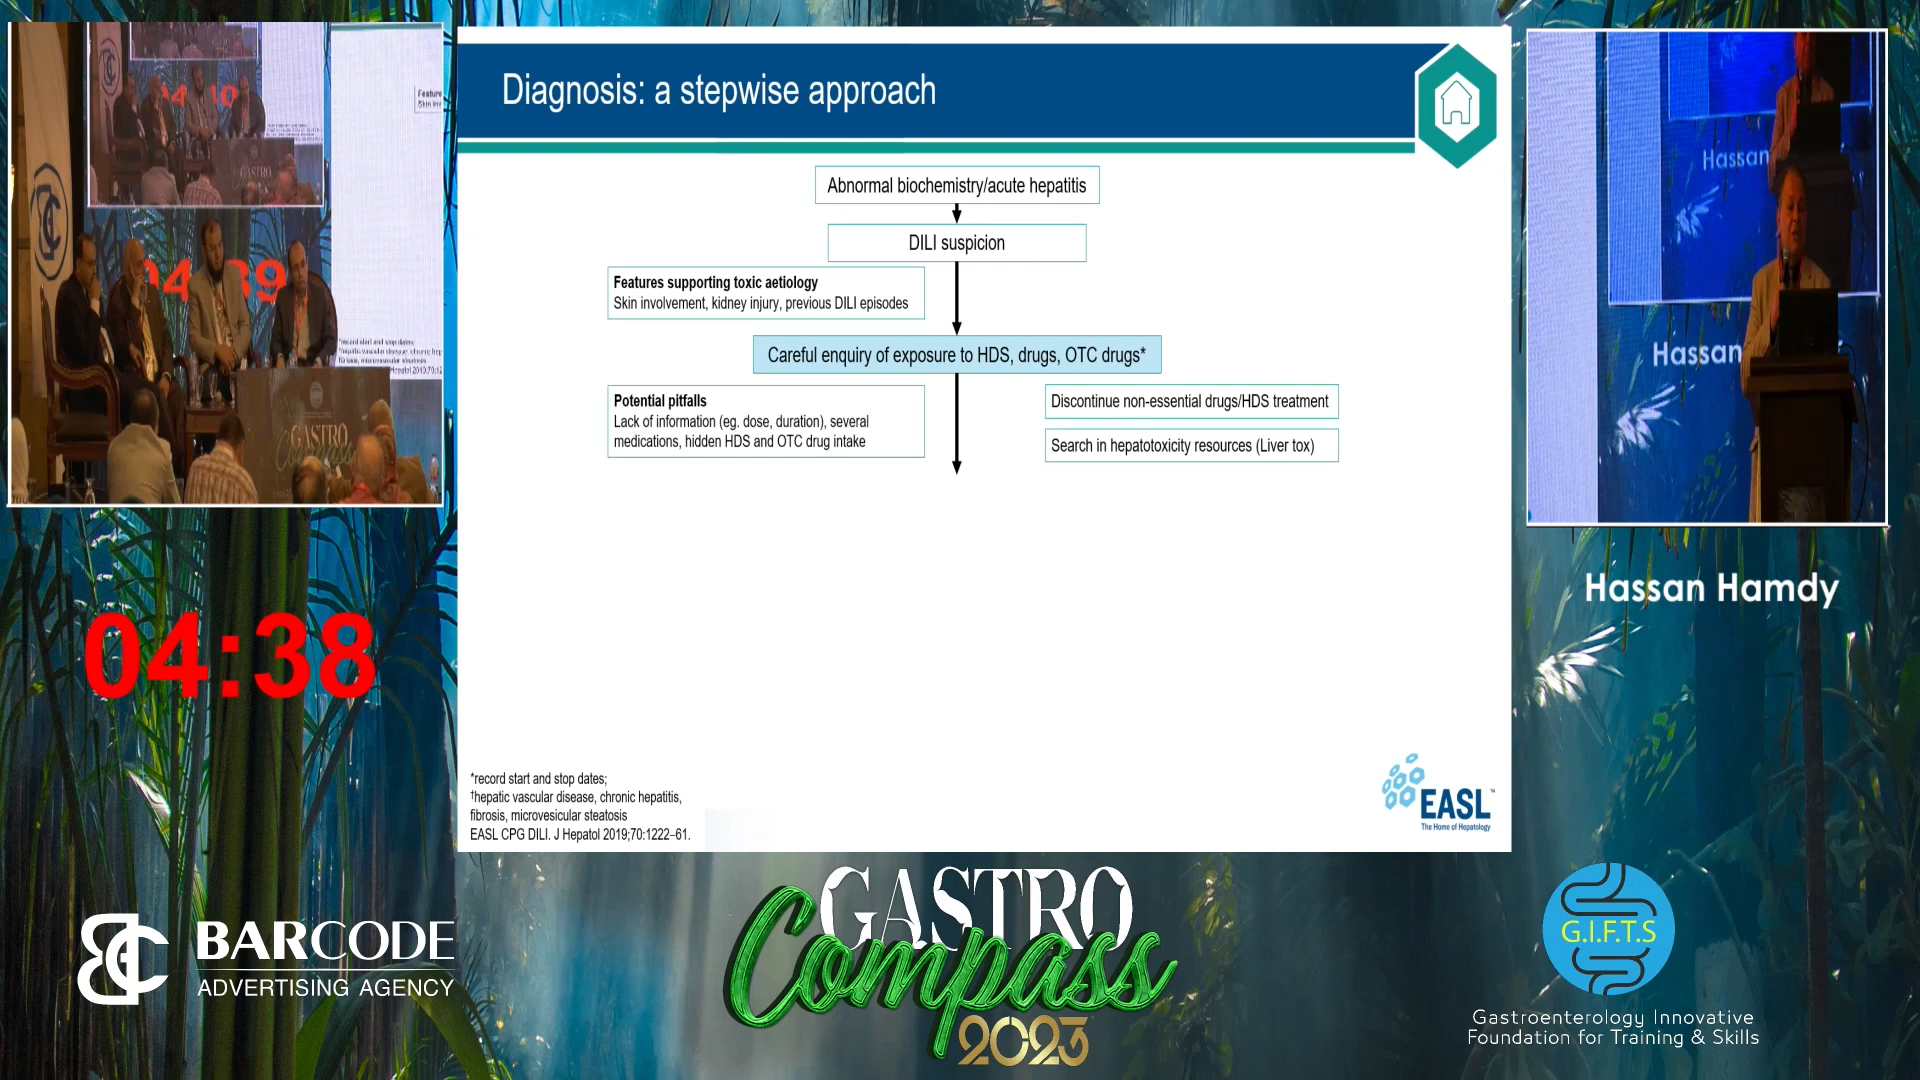 Diagnosis: a stepwise approach
Abnormal biochemistry/acute hepatitis
DILI suspicion
Features supporting toxic aetiology
Skin involvement, kidney injury, previous DILI episodes
Careful enquiry of exposure to HDS, drugs, OTC drugs*
Potential pitfalls
Lack of information (eg. dose, duration), several
medications, hidden HDS and OTC drug intake
Discontinue non-essential drugs/HDS treatment
Search in hepatotoxicity resources (Liver tox)
*record start and stop dates;
†hepatic vascular disease, chronic hepatitis,
fibrosis, microvesicular steatosis
EASL CPG DILI. J Hepatol 2019;70:1222–61.
EASL™
The Home of Hepatology
Hassan
Hassan
Hassan Hamdy
04:38
BARCODE
ADVERTISING AGENCY
GASTRO
Compass
2023
G.I.F.T.S
Gastroenterology Innovative
Foundation for Training & Skills